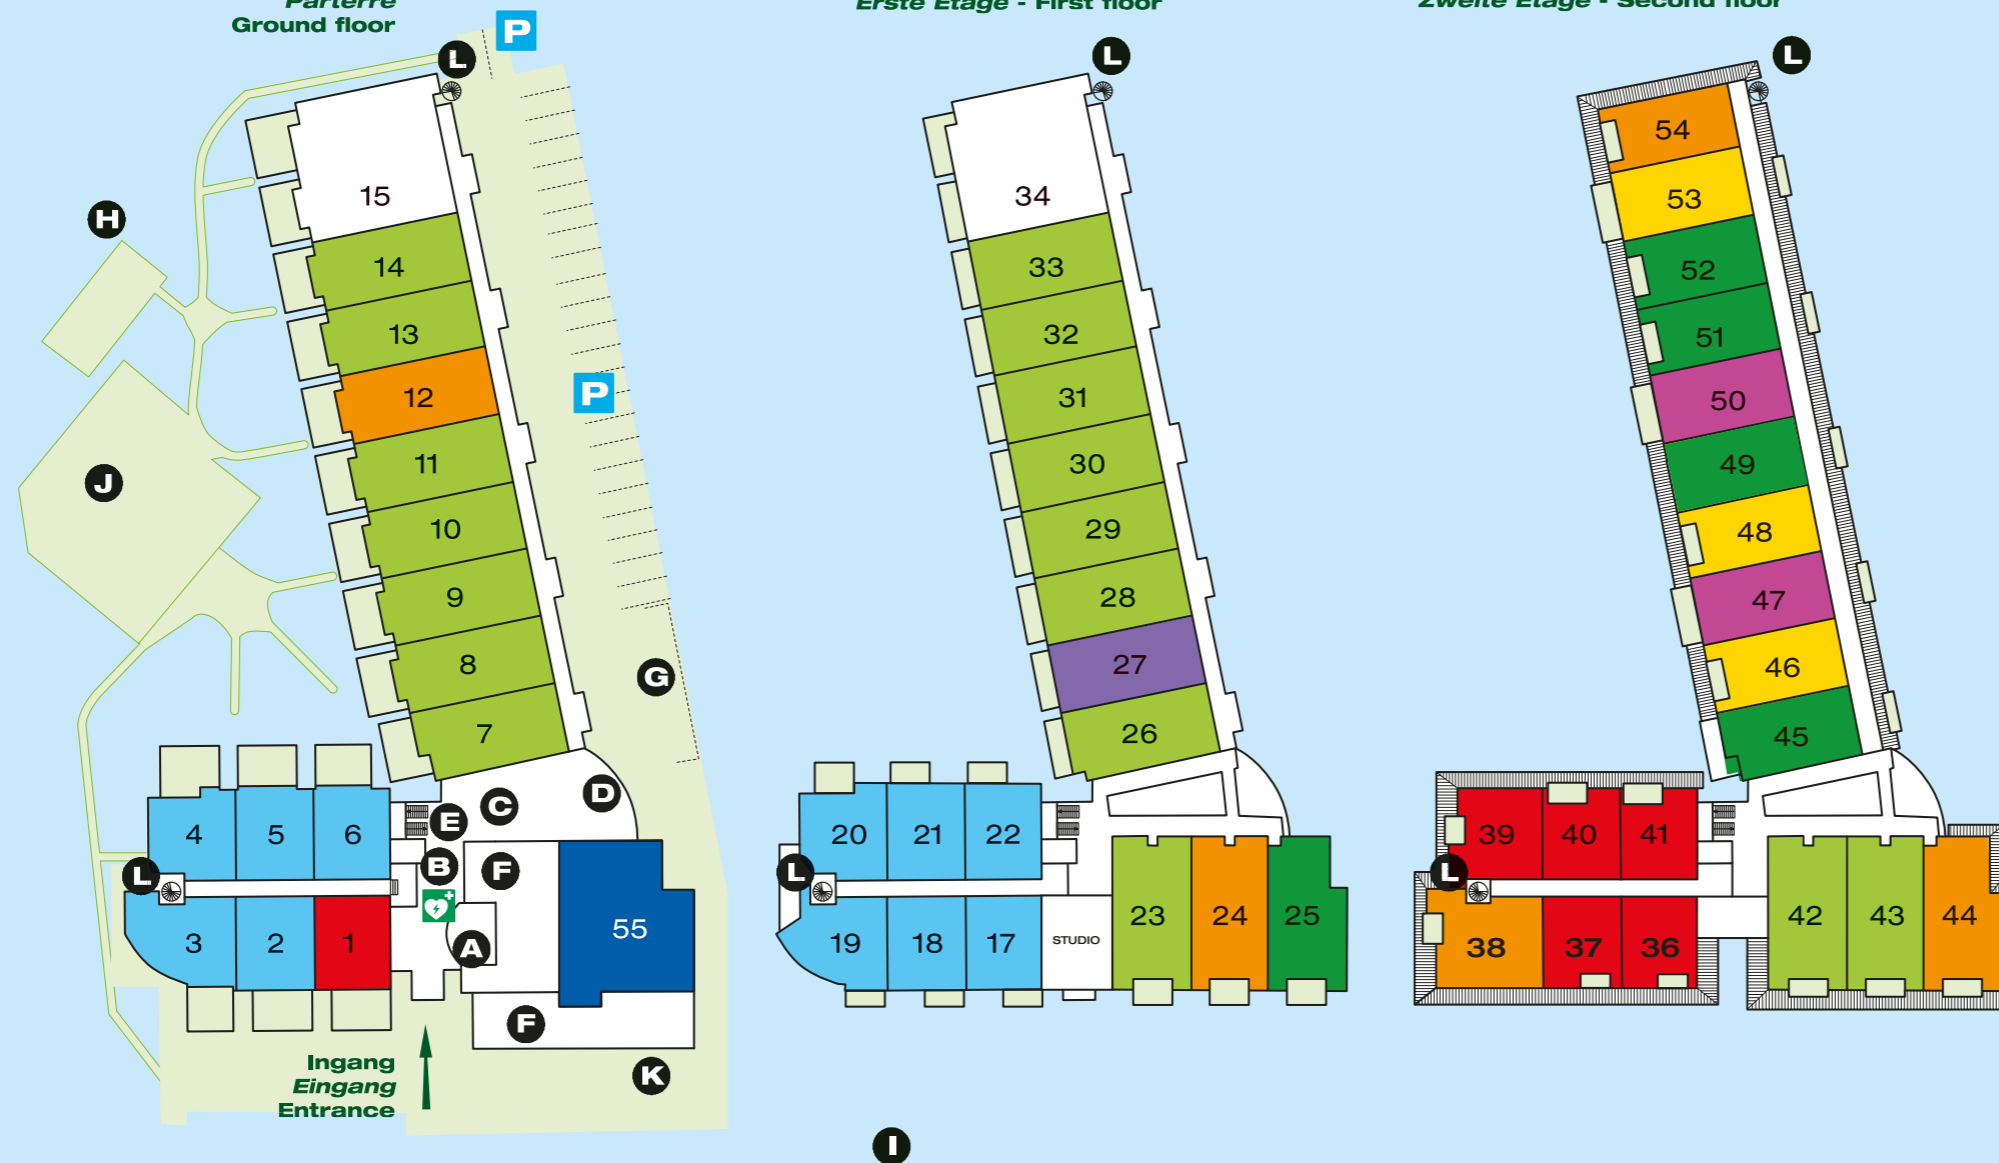 Parterre
Ground floor
Erste Etage - First floor
Zweite Etage - Second floor
P
L
L
L
15
34
54
53
H
14
33
52
13
32
51
12
P
31
50
11
30
49
J
10
29
48
9
28
47
8
G
27
46
7
26
45
C
D
E
4
5
6
20
21
22
39
40
41
B
F
L
L
L
A
3
2
1
55
19
18
17
STUDIO
23
24
25
38
37
36
42
43
44
F
Ingang
Eingang
Entrance
K
I